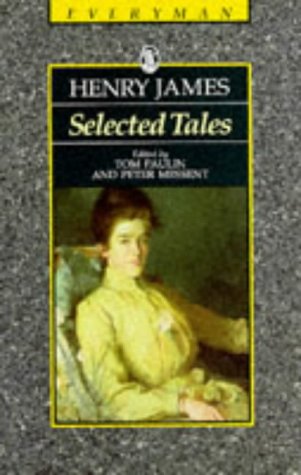 EVERYMAN
HENRY JAMES
Selected Tales
Edited by
TOM PAULIN
AND PETER MESSENT